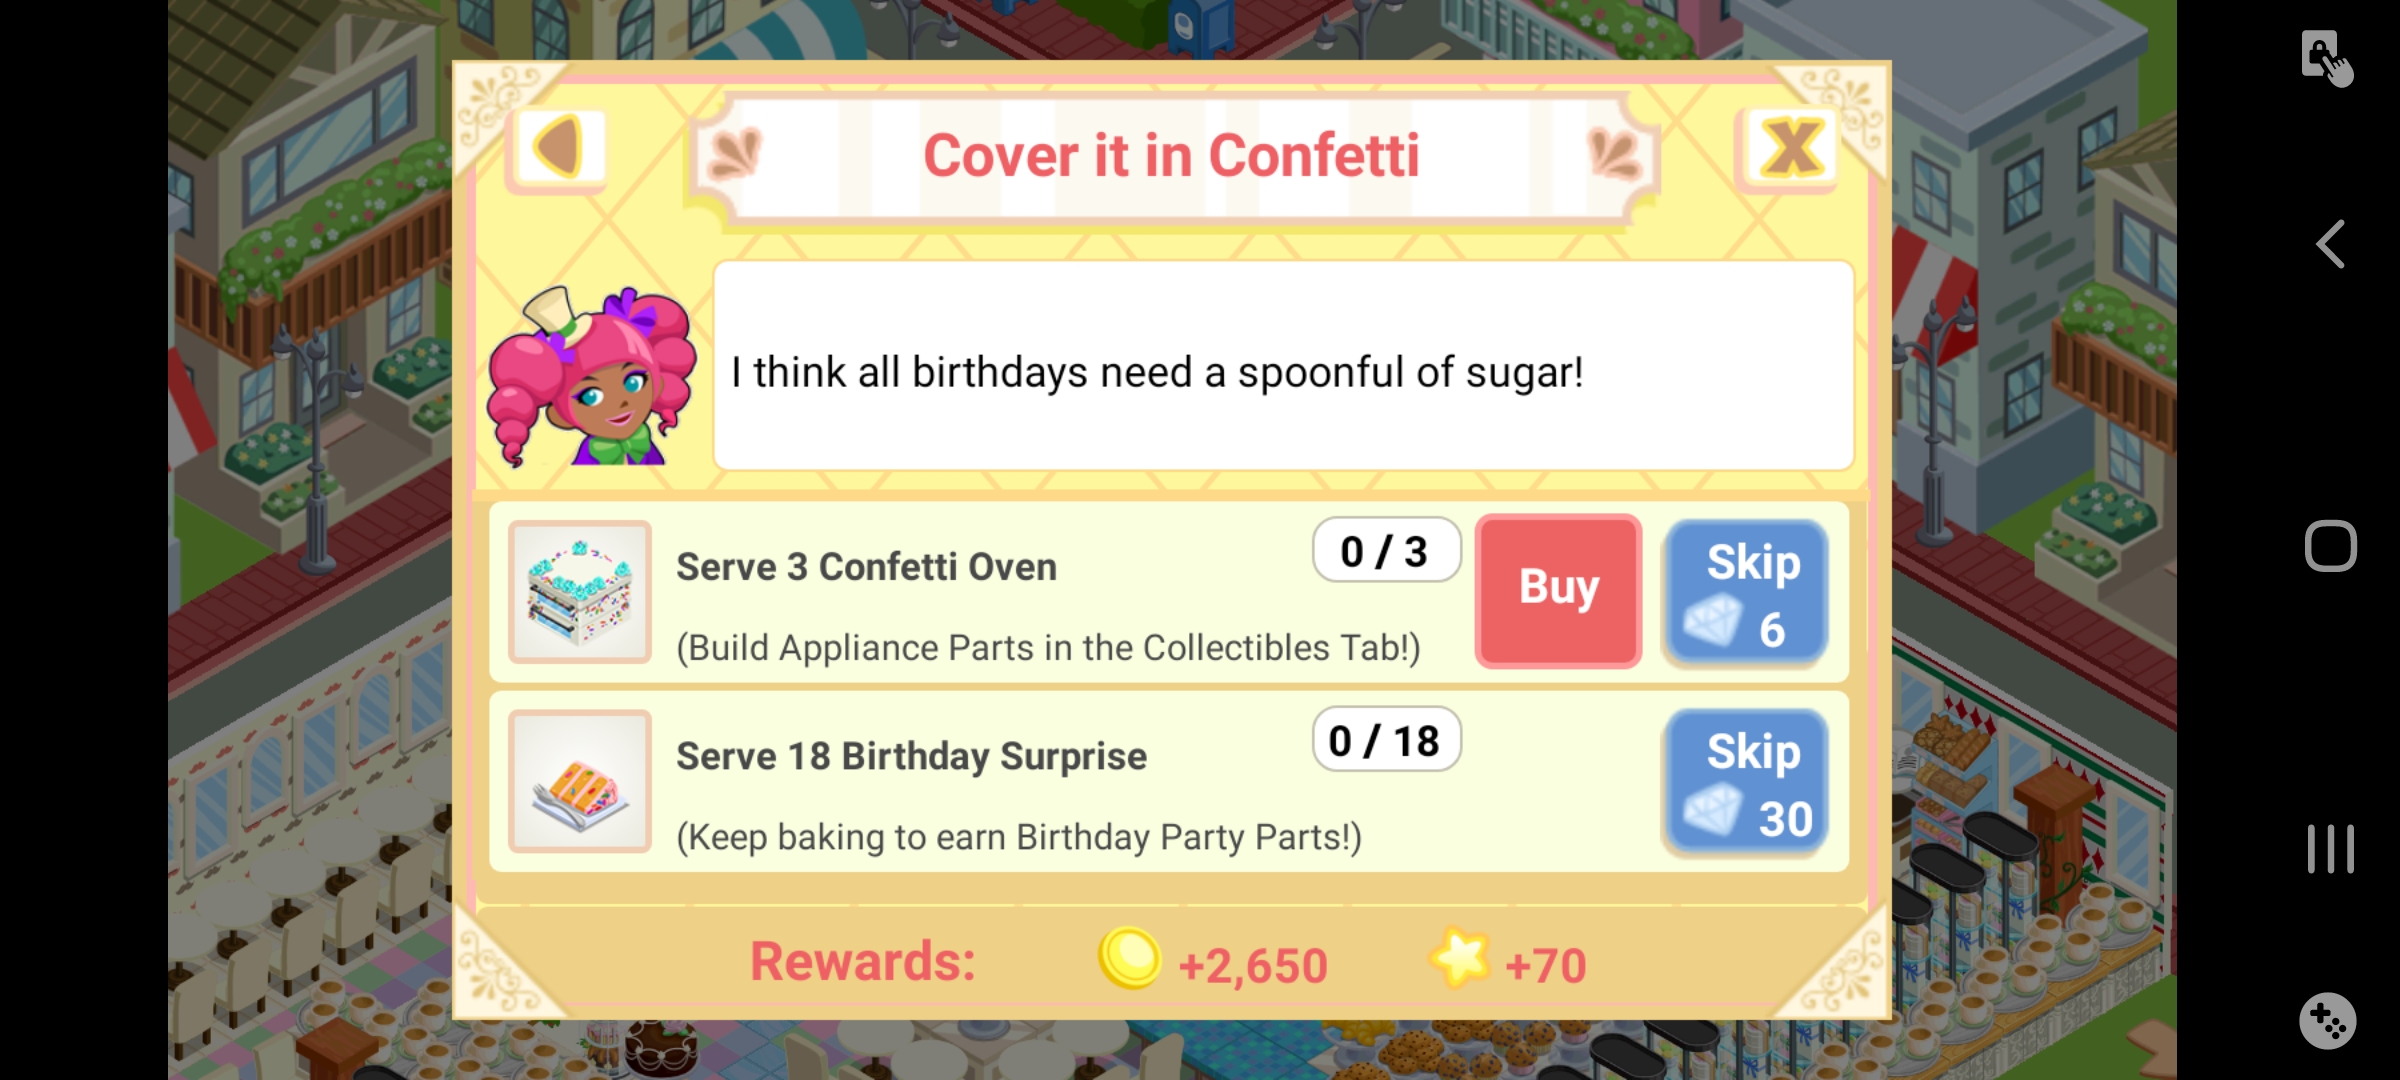 Cover it in Confetti
X
I think all birthdays need a spoonful of sugar!
Serve 3 Confetti Oven
0 / 3
Buy
Skip
6
(Build Appliance Parts in the Collectibles Tab!)
Serve 18 Birthday Surprise
0 / 18
Skip
30
(Keep baking to earn Birthday Party Parts!)
Rewards: +2,650 +70